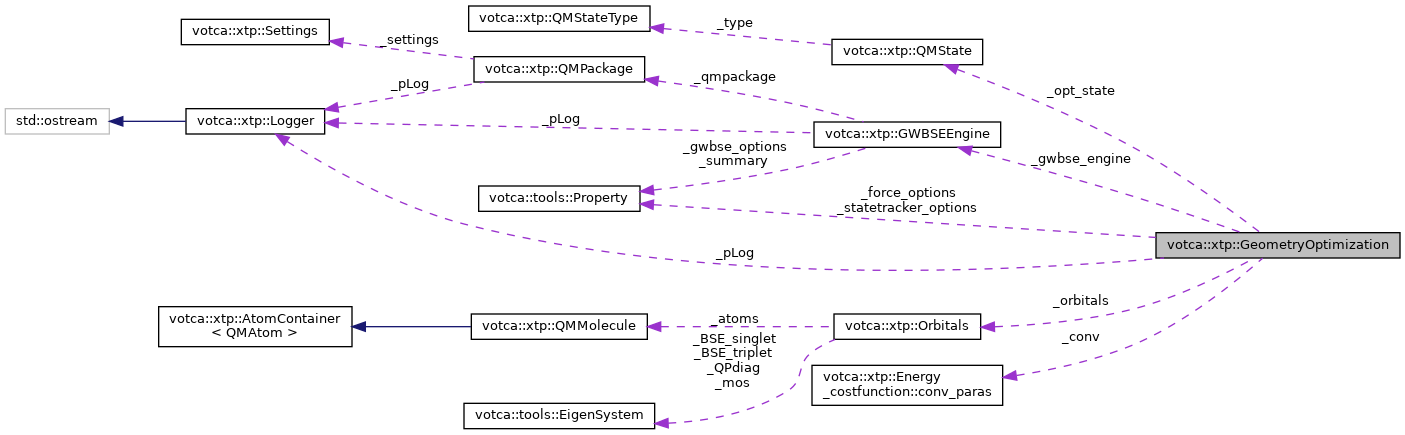 votca::xtp::QMStateType
_type
votca::xtp::Settings
_settings
votca::xtp::QMState
votca::xtp::QMPackage
_qmpackage
_pLog
_opt_state
std::ostream
votca::xtp::Logger
_pLog
votca::xtp::GWBSEEngine
_gwbse_options
_summary
_gwbse_engine
votca::tools::Property
_force_options
_statetracker_options
votca::xtp::GeometryOptimization
_pLog
_orbitals
votca::xtp::AtomContainer
< QMAtom >
votca::xtp::QMMolecule
_atoms
votca::xtp::Orbitals
_conv
_BSE_singlet
_BSE_triplet
_QPdiag
_mos
votca::xtp::Energy
_costfunction::conv_paras
votca::tools::EigenSystem